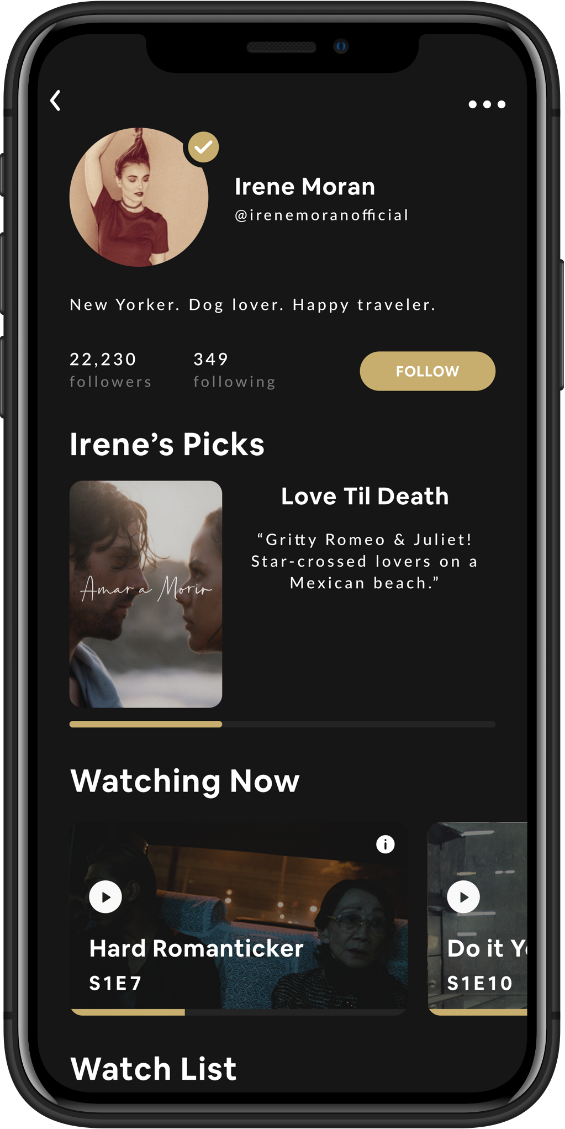 Irene Moran
@irenemoranofficial
New Yorker. Dog lover. Happy traveler.
22,230
followers
349
following
FOLLOW
Irene’s Picks
Amar a Morir
Love Til Death
“Gritty Romeo & Juliet!
Star-crossed lovers on a
Mexican beach.”
Watching Now
i
Hard Romanticker
S1E7
Do it
S1E10
Watch List